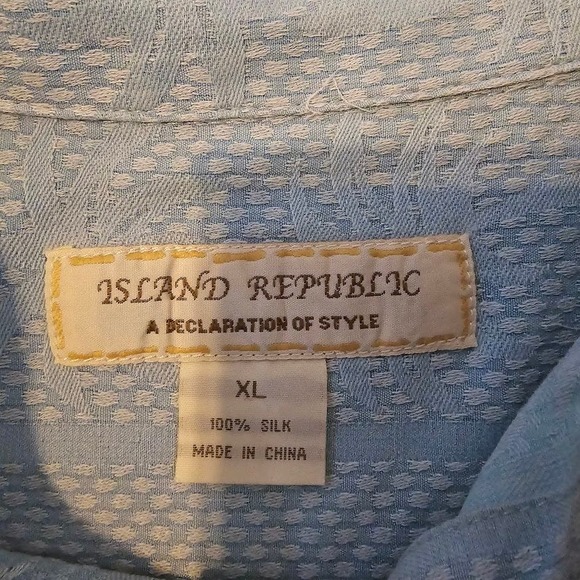 ISLAND REPUBLIC
A DECLARATION OF STYLE
XL
100% SILK
MADE IN CHINA